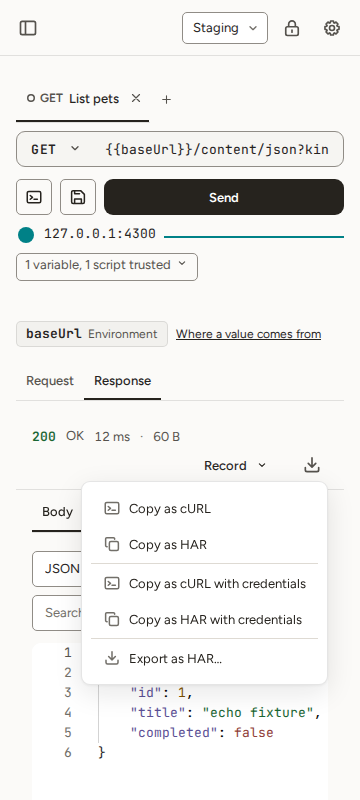 Staging
GET List pets
GET {{baseUrl}}/content/json?kin
Send
127.0.0.1:4300
1 variable, 1 script trusted
baseUrl Environment Where a value comes from
Request Response
200 OK 12 ms · 60 B
Record
Body
Copy as cURL
Copy as HAR
JSON
Copy as cURL with credentials
Search
Copy as HAR with credentials
1
Export as HAR...
2
3 "id": 1,
4 "title": "echo fixture",
5 "completed": false
6 }